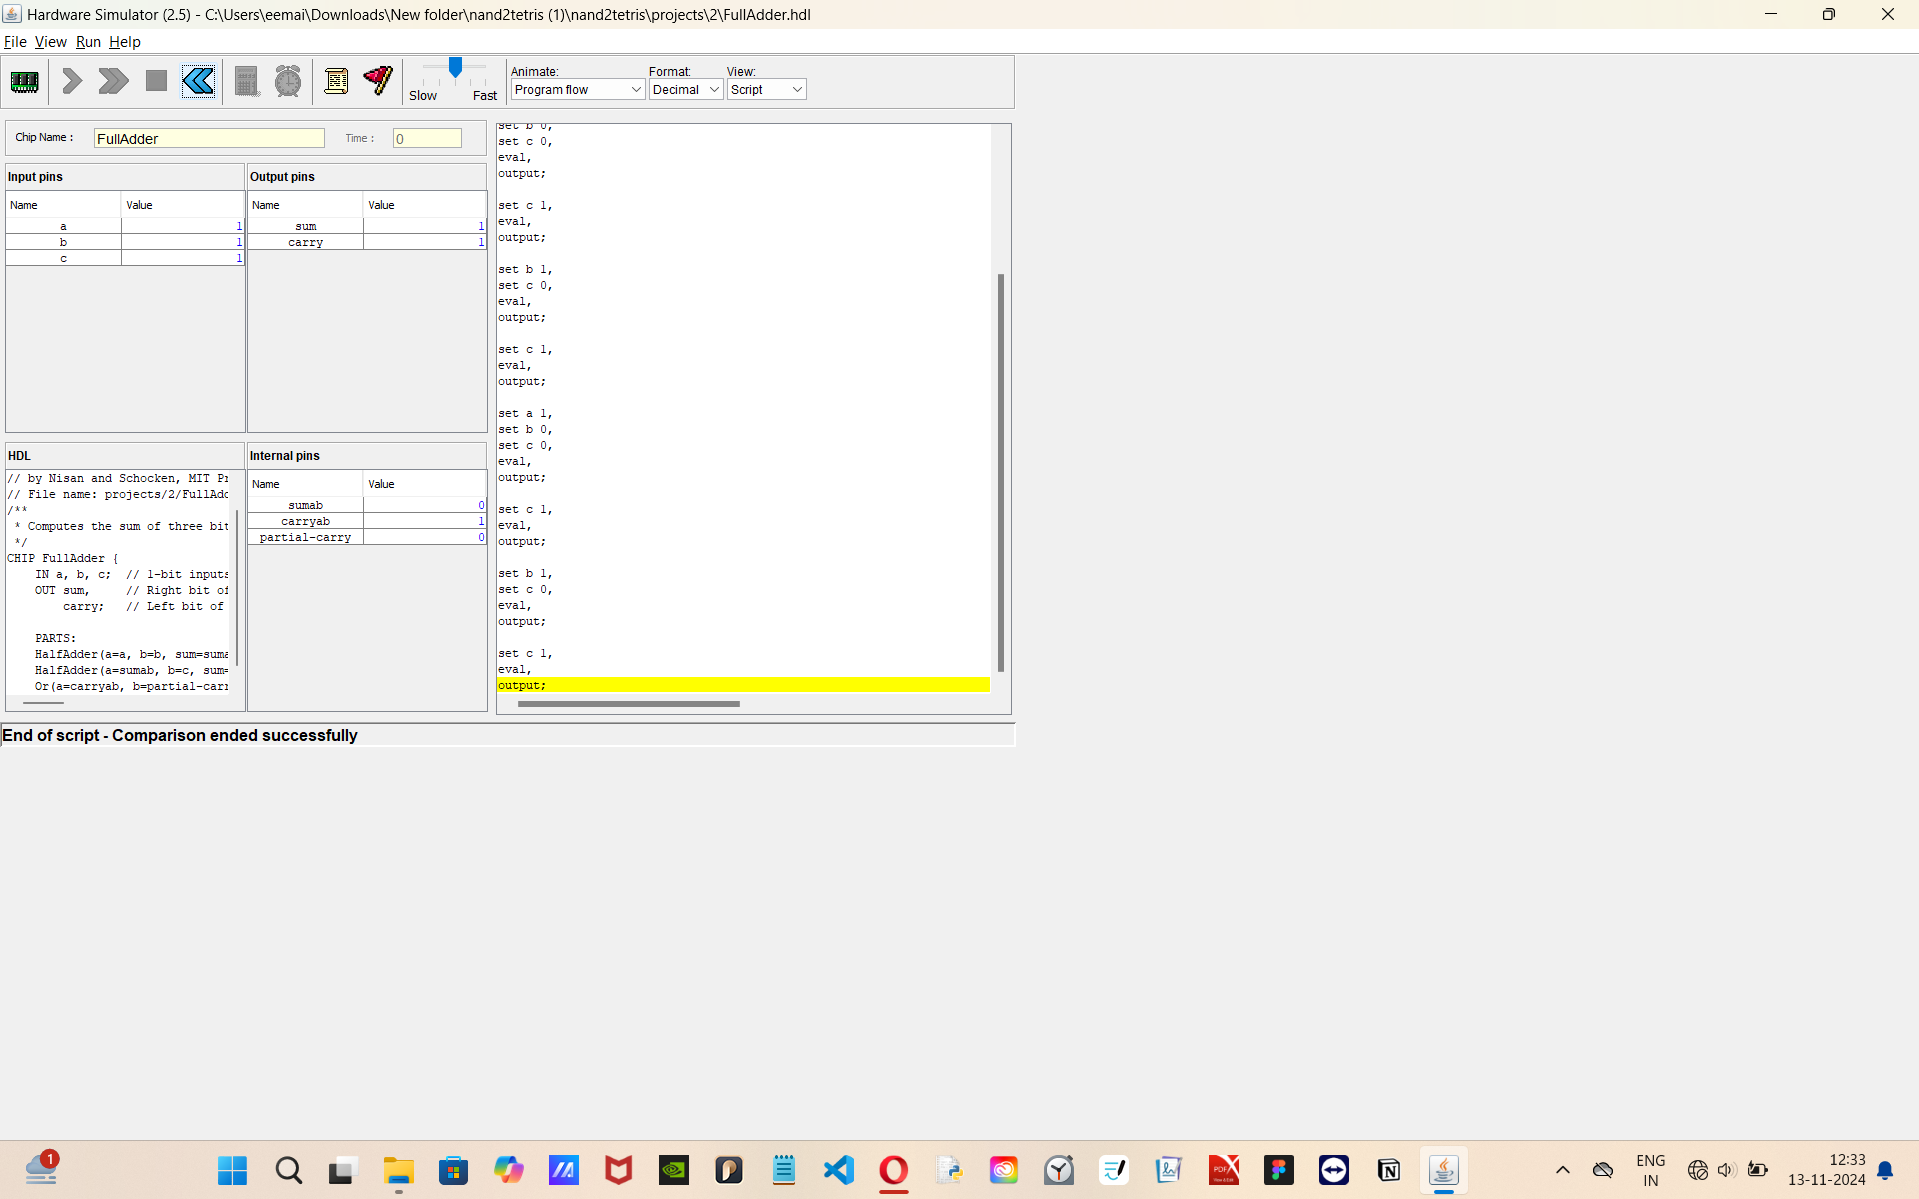 Hardware Simulator (2.5) - C:\Users\eemai\Downloads\New folder\nand2tetris (1)\nand2tetris\projects\2\FullAdder.hdl
File View Run Help
Slow Fast
Animate:
Program flow
Format:
Decimal
View:
Script
Chip Name :
FullAdder
Time :
0
Input pins
Name Value
a 1
b 1
c 1
Output pins
Name Value
sum 1
carry 1
HDL
// by Nisan and Schocken, MIT Pr
// File name: projects/2/FullAdd
/**
* Computes the sum of three bit
*/
CHIP FullAdder {
IN a, b, c; // 1-bit inputs
OUT sum, // Right bit of
carry; // Left bit of
PARTS:
HalfAdder(a=a, b=b, sum=suma
HalfAdder(a=sumab, b=c, sum=
Or(a=carryab, b=partial-carr
Internal pins
Name Value
sumab 0
carryab 1
partial-carry 0
set b 0,
set c 0,
eval,
output;
set c 1,
eval,
output;
set b 1,
set c 0,
eval,
output;
set c 1,
eval,
output;
set a 1,
set b 0,
set c 0,
eval,
output;
set c 1,
eval,
output;
set b 1,
set c 0,
eval,
output;
set c 1,
eval,
output;
End of script - Comparison ended successfully
1
PDF
ENG
IN
12:33
13-11-2024